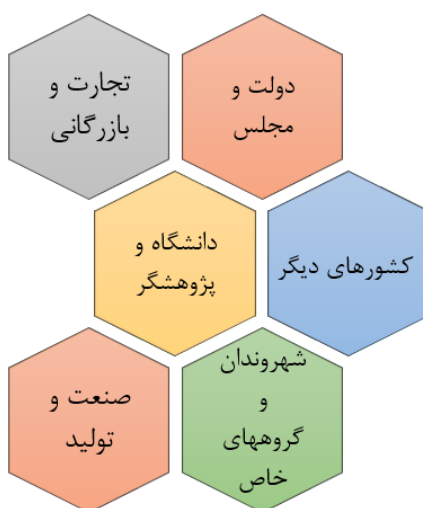 دولت و
مجلس
تجارت و
بازرگانی
کشورهای دیگر
دانشگاه و
پژوهشگر
شهروندان
و
گروههای
خاص
صنعت و
تولید